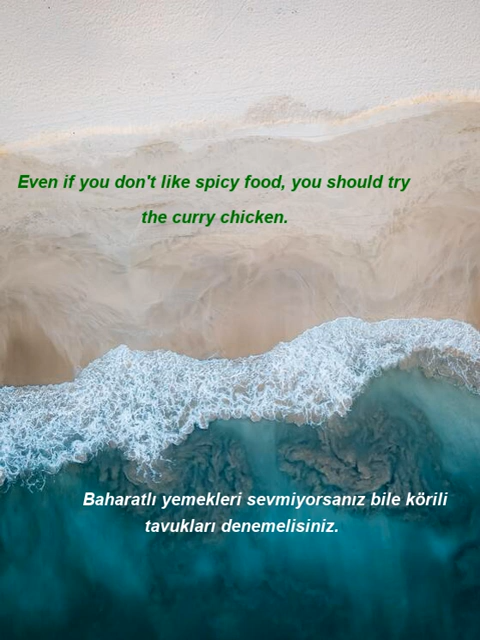 Even if you don't like spicy food, you should try
the curry chicken.
Baharatlı yemekleri sevmiyorsanız bile körili
tavukları denemelisiniz.